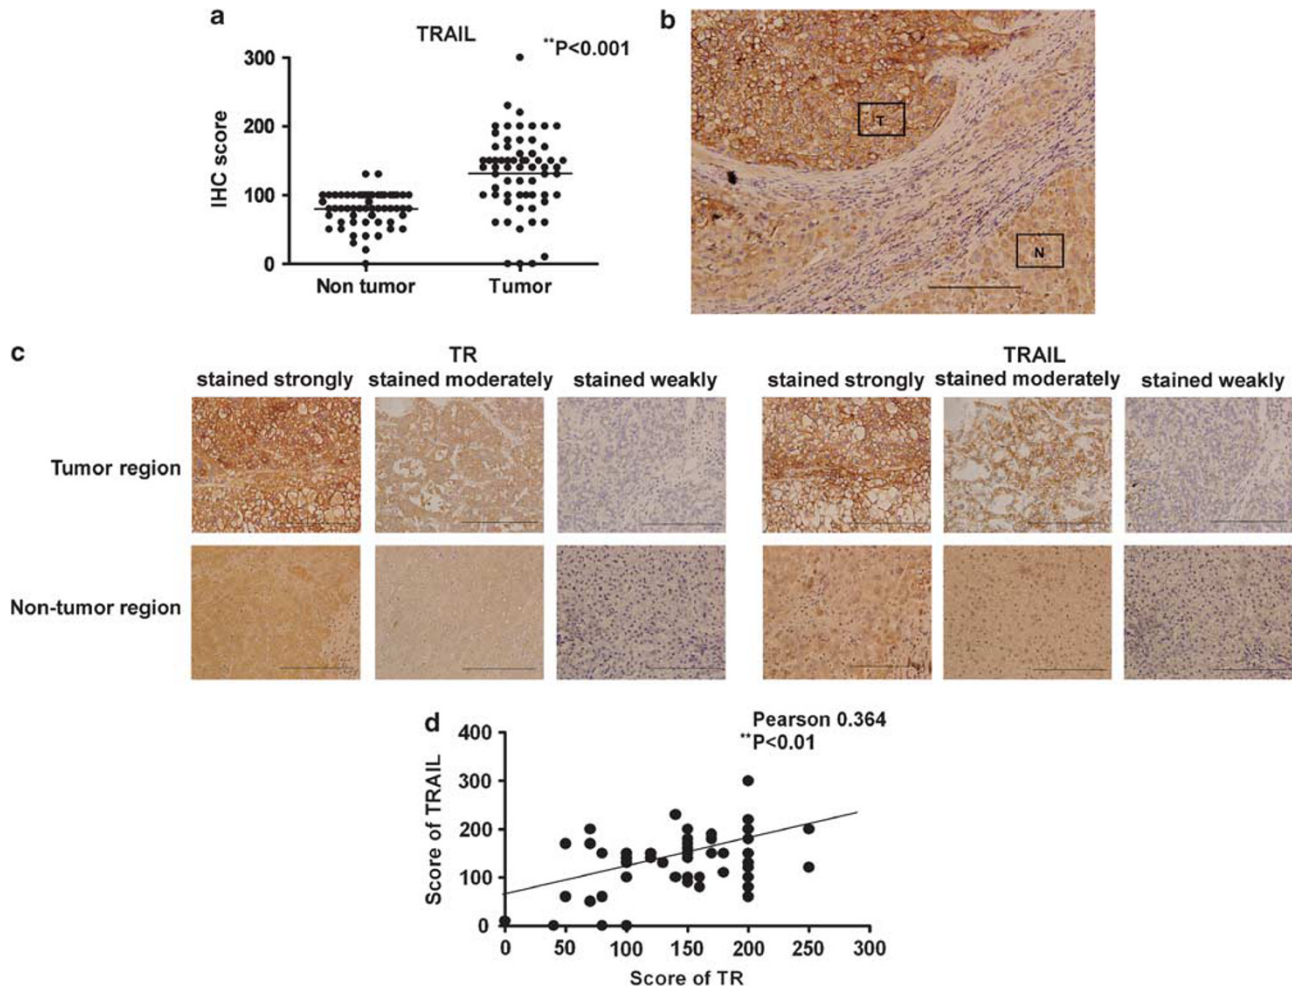 a
TRAIL
**P<0.001
IHC score
300
200
100
0
Non tumor
Tumor
b
T
N
c
TR
TRAIL
stained strongly
stained moderately
stained weakly
stained strongly
stained moderately
stained weakly
Tumor region
Non-tumor region
d
Pearson 0.364
**P<0.01
Score of TRAIL
400
300
200
100
0
0 50 100 150 200 250 300
Score of TR